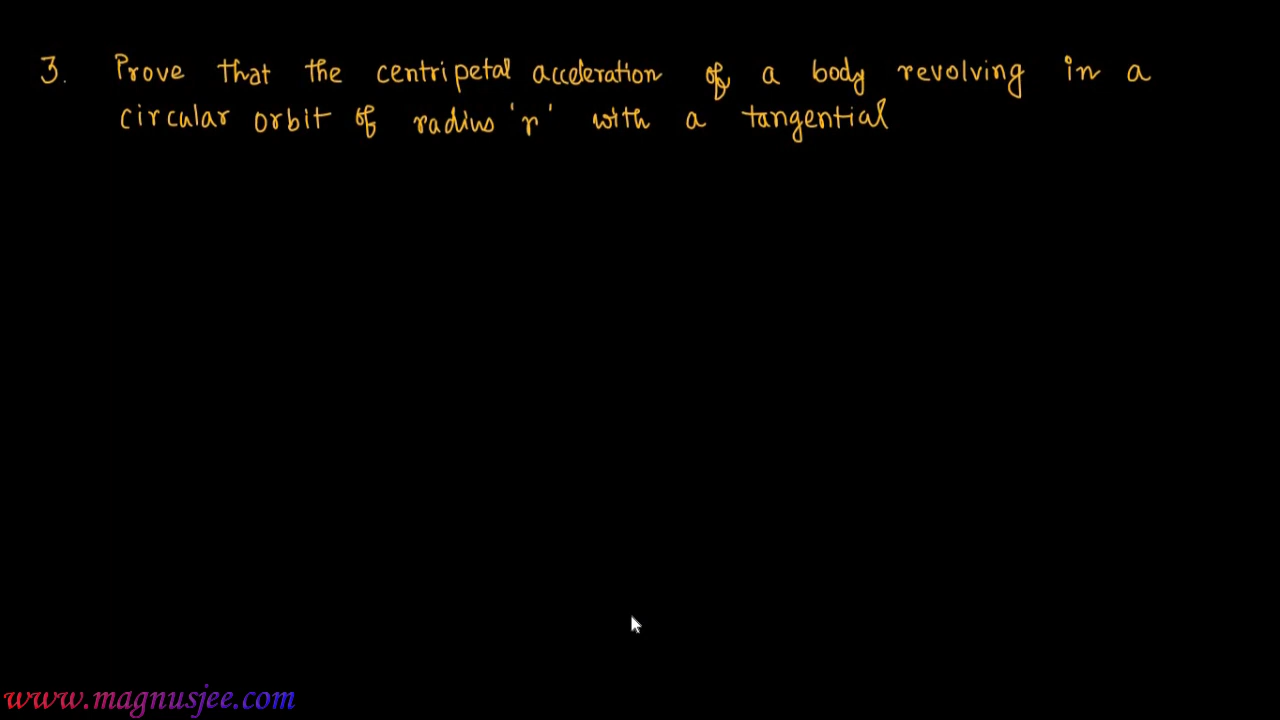 3. Prove that the centripetal acceleration of a body revolving in a
circular orbit of radius 'r' with a tangential
www.magnusjee.com